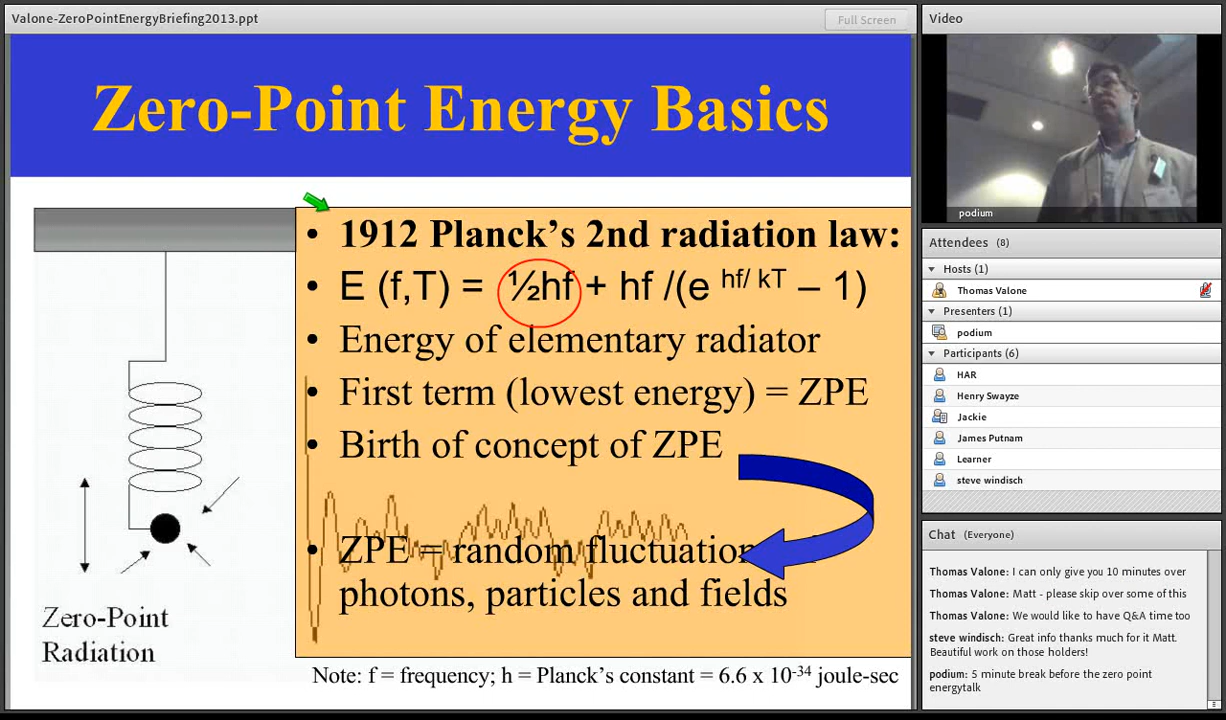 Valone-ZeroPointEnergyBriefing2013.ppt
Full Screen
Zero-Point Energy Basics
• 1912 Planck's 2nd radiation law:
• E (f,T) = ½hf + hf /(e hf/ kT – 1)
• Energy of elementary radiator
• First term (lowest energy) = ZPE
• Birth of concept of ZPE
• ZPE = random fluctuation
photons, particles and fields
Zero-Point
Radiation
Note: f = frequency; h = Planck's constant = 6.6 x 10⁻³⁴ joule-sec
Video
podium
Attendees (8)
Hosts (1)
Thomas Valone
Presenters (1)
podium
Participants (6)
HAR
Henry Swayze
Jackie
James Putnam
Learner
steve windisch
Chat (Everyone)
Thomas Valone: I can only give you 10 minutes over
Thomas Valone: Matt - please skip over some of this
Thomas Valone: We would like to have Q&A time too
steve windisch: Great info thanks much for it Matt.
Beautiful work on those holders!
podium: 5 minute break before the zero point
energytalk